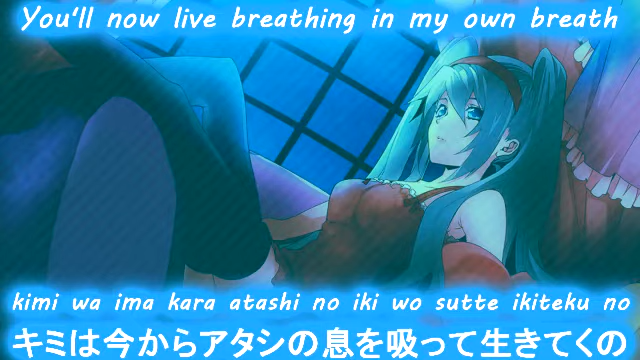 You'll now live breathing in my own breath
kimi wa ima kara atashi no iki wo sutte ikiteku no
キミは今からアタシの息を吸って生きてくの